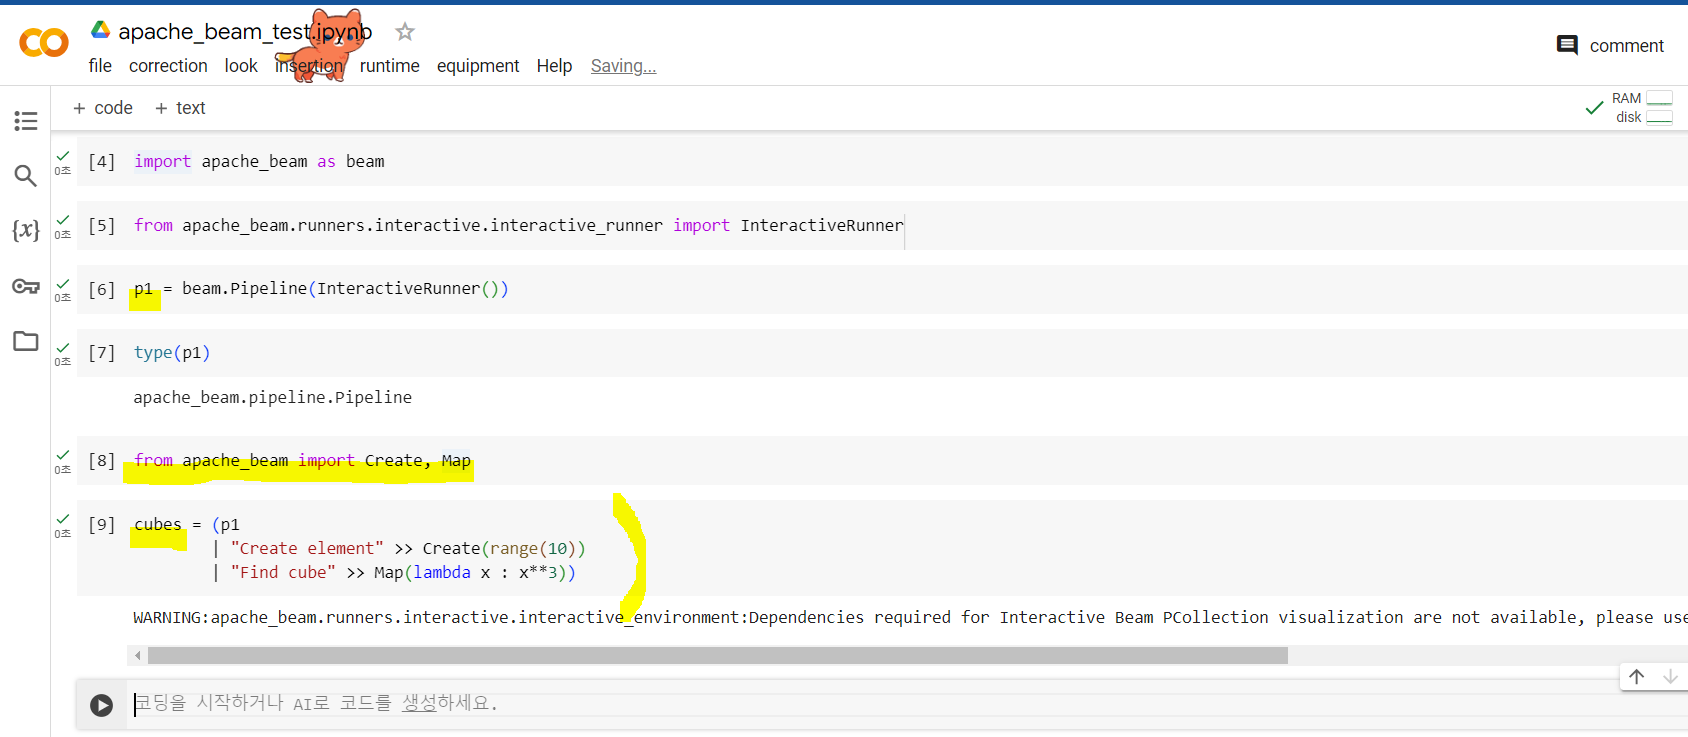 apache_beam_test.ipynb
comment
file correction look insertion runtime equipment Help Saving...
+ code + text
RAM
disk
0초 [4] import apache_beam as beam
0초 [5] from apache_beam.runners.interactive.interactive_runner import InteractiveRunner
0초 [6] p1 = beam.Pipeline(InteractiveRunner())
0초 [7] type(p1)
apache_beam.pipeline.Pipeline
0초 [8] from apache_beam import Create, Map
0초 [9] cubes = (p1
| "Create element" >> Create(range(10))
| "Find cube" >> Map(lambda x : x**3))
WARNING:apache_beam.runners.interactive.interactive_environment:Dependencies required for Interactive Beam PCollection visualization are not available, please use
코딩을 시작하거나 AI로 코드를 생성하세요.
{x}